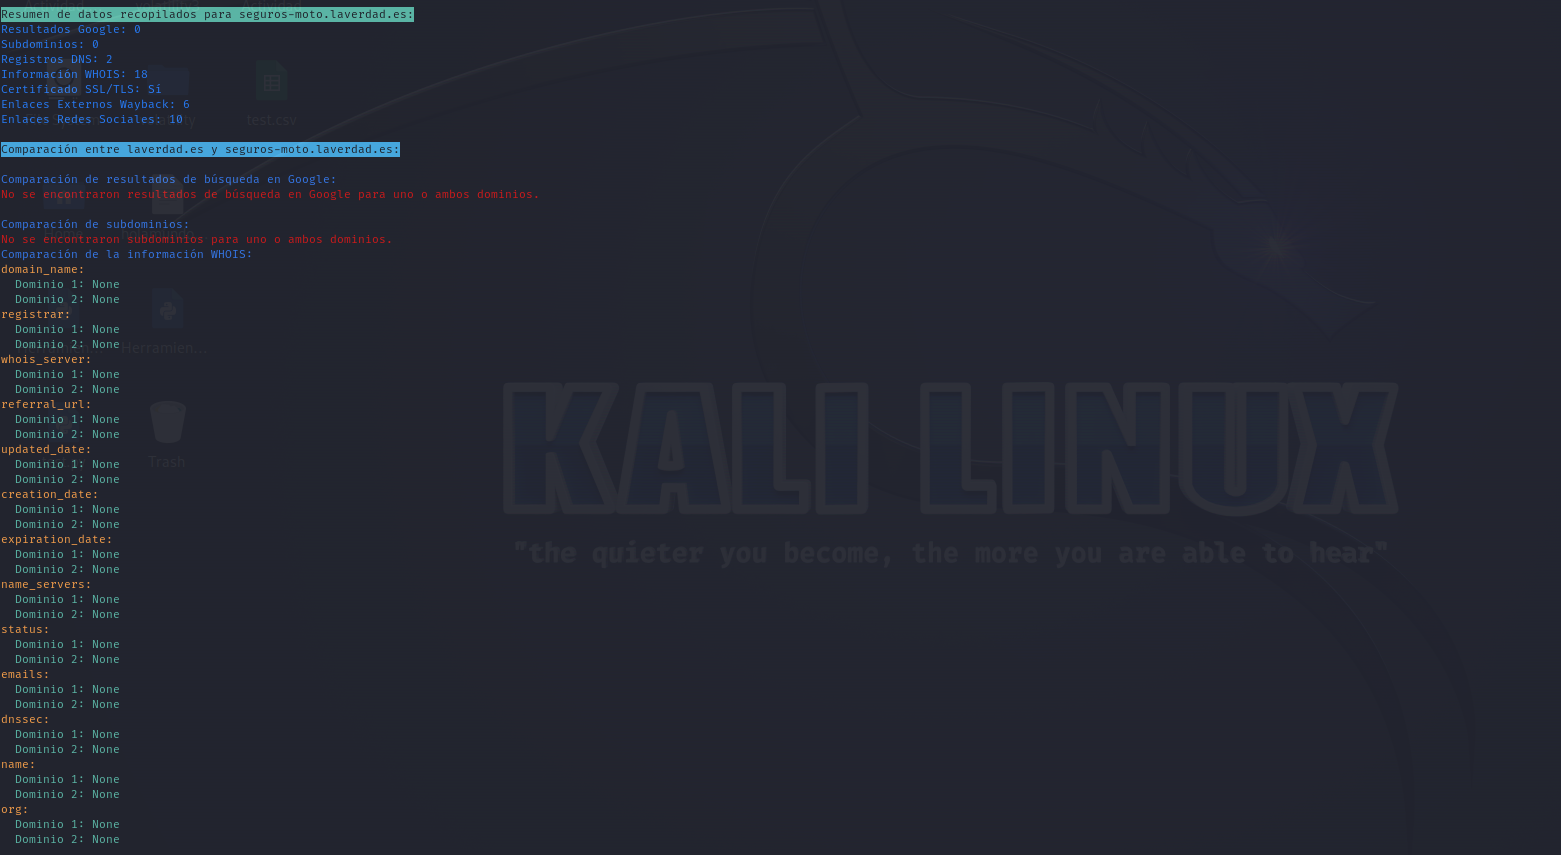 Resumen de datos recopilados para seguros-moto.laverdad.es:
Resultados Google: 0
Subdominios: 0
Registros DNS: 2
Información WHOIS: 18
Certificado SSL/TLS: Sí
Enlaces Externos Wayback: 6
Enlaces Redes Sociales: 10
test.csv
Comparación entre laverdad.es y seguros-moto.laverdad.es:
Comparación de resultados de búsqueda en Google:
No se encontraron resultados de búsqueda en Google para uno o ambos dominios.
Comparación de subdominios:
No se encontraron subdominios para uno o ambos dominios.
Comparación de la información WHOIS:
domain_name:
Dominio 1: None
Dominio 2: None
registrar:
Dominio 1: None
Dominio 2: None
Herramien...
whois_server:
Dominio 1: None
Dominio 2: None
referral_url:
Dominio 1: None
Dominio 2: None
updated_date:
Dominio 1: None
Trash
Dominio 2: None
creation_date:
Dominio 1: None
Dominio 2: None
expiration_date:
Dominio 1: None
Dominio 2: None
name_servers:
Dominio 1: None
Dominio 2: None
status:
Dominio 1: None
Dominio 2: None
emails:
Dominio 1: None
Dominio 2: None
dnssec:
Dominio 1: None
Dominio 2: None
name:
Dominio 1: None
Dominio 2: None
org:
Dominio 1: None
Dominio 2: None
KALI LINUX
"the quieter you become, the more you are able to hear"